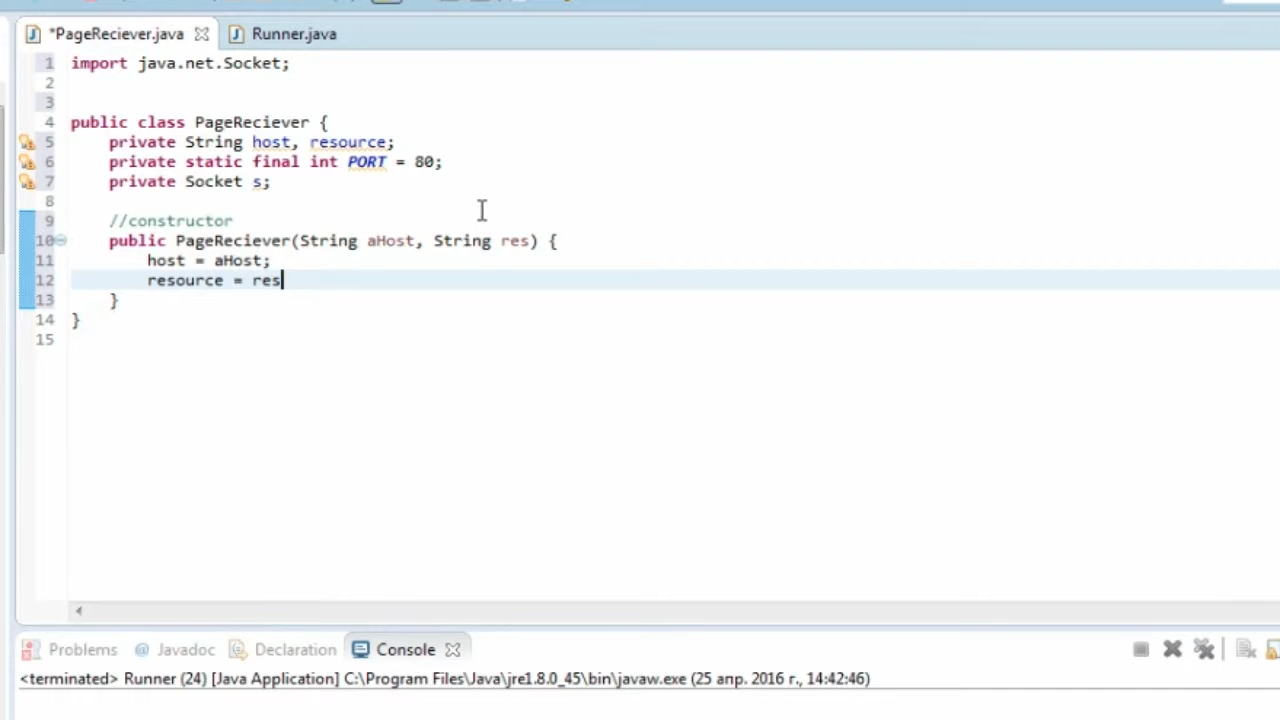 *PageReciever.java Runner.java
1 import java.net.Socket;
2
3
4 public class PageReciever {
5 private String host, resource;
6 private static final int PORT = 80;
7 private Socket s;
8
9 //constructor
10 public PageReciever(String aHost, String res) {
11 host = aHost;
12 resource = res
13 }
14 }
15
Problems @ Javadoc Declaration Console
<terminated> Runner (24) [Java Application] C:\Program Files\Java\jre1.8.0_45\bin\javaw.exe (25 апр. 2016 г., 14:42:46)